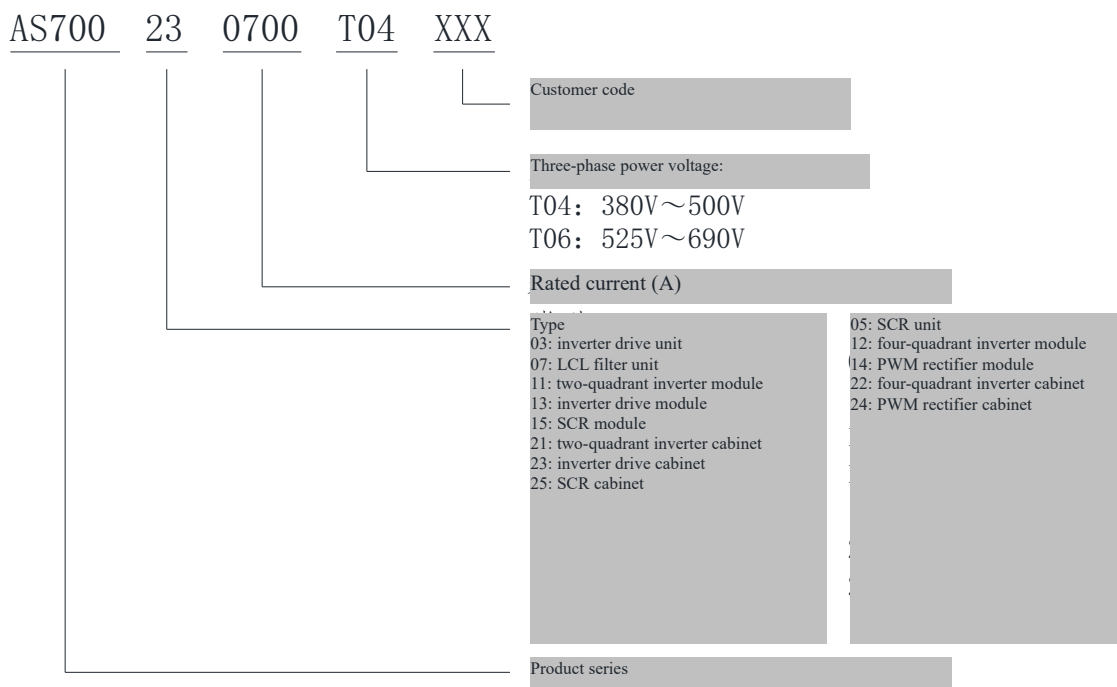 AS700 23 0700 T04 XXX
Customer code
Three-phase power voltage:
T04: 380V～500V
T06: 525V～690V
Rated current (A)
Type
03: inverter drive unit
07: LCL filter unit
11: two-quadrant inverter module
13: inverter drive module
15: SCR module
21: two-quadrant inverter cabinet
23: inverter drive cabinet
25: SCR cabinet
05: SCR unit
12: four-quadrant inverter module
14: PWM rectifier module
22: four-quadrant inverter cabinet
24: PWM rectifier cabinet
Product series